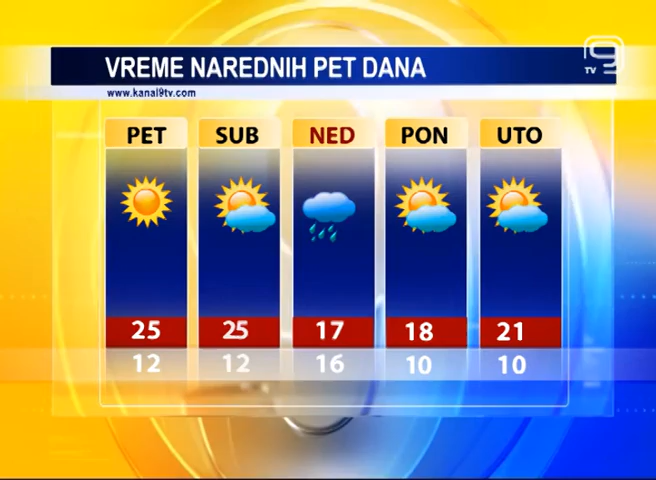 VREME NAREDNIH PET DANA
9
TV
www.kanal9tv.com
PET SUB NED PON UTO
25 25 17 18 21
12 12 16 10 10